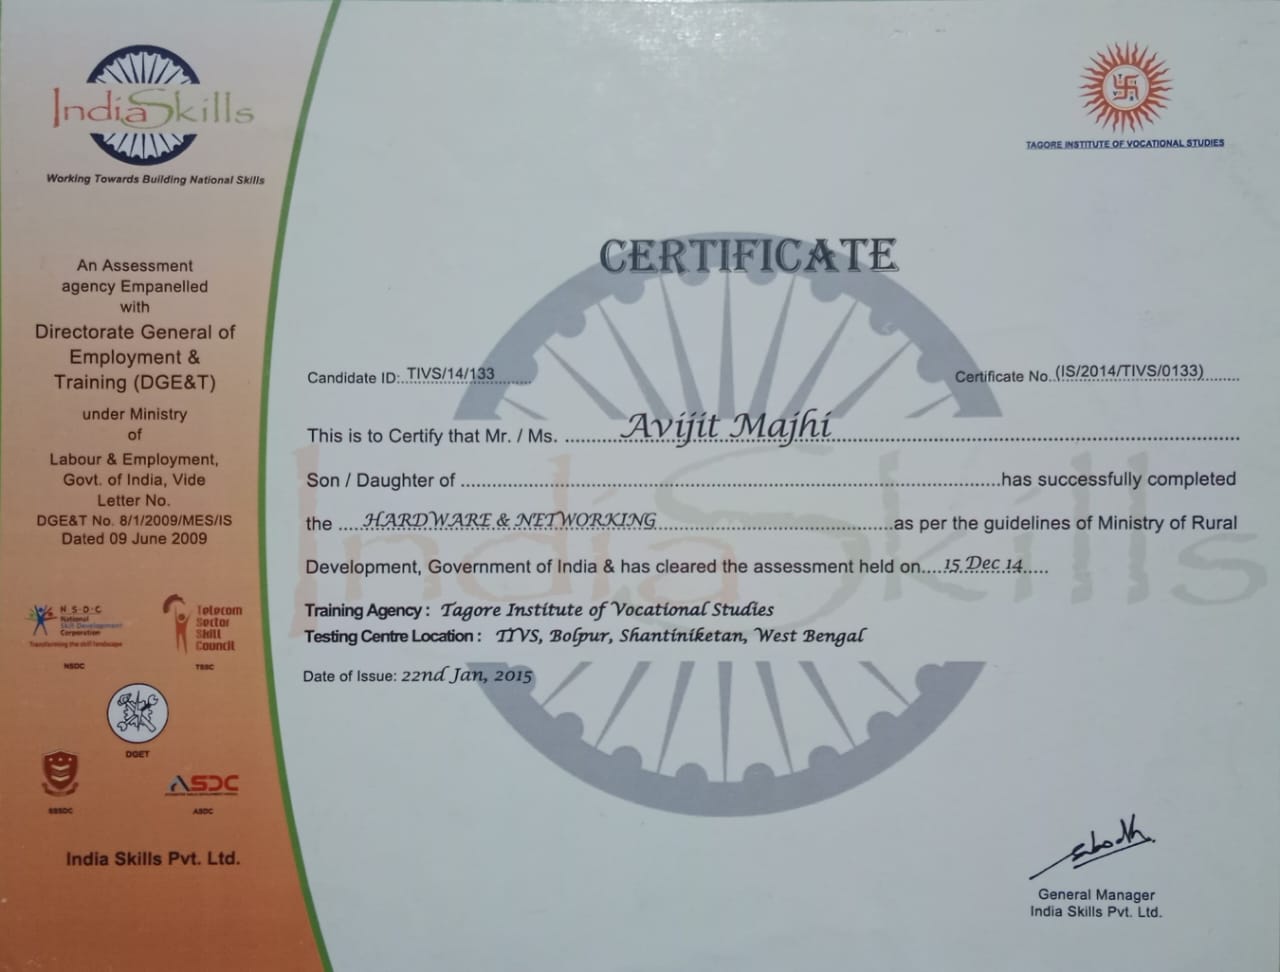 IndiaSkills
Working Towards Building National Skills
An Assessment
agency Empanelled
with
Directorate General of
Employment &
Training (DGE&T)
under Ministry
of
Labour & Employment,
Govt. of India, Vide
Letter No.
DGE&T No. 8/1/2009/MES/IS
Dated 09 June 2009
N·S·D·C
National
Skill Development
Corporation
Transforming the skill landscape
NSDC
Telecom
Sector
Skill
Council
TSSC
DGET
ASDC
ASDC
India Skills Pvt. Ltd.
TAGORE INSTITUTE OF VOCATIONAL STUDIES
CERTIFICATE
Candidate ID: TIVS/14/133
Certificate No. (IS/2014/TIVS/0133)
This is to Certify that Mr. / Ms. Avijit Majhi
Son / Daughter of has successfully completed
the HARDWARE & NETWORKING as per the guidelines of Ministry of Rural
Development, Government of India & has cleared the assessment held on 15 Dec 14
Training Agency : Tagore Institute of Vocational Studies
Testing Centre Location : TIVS, Bolpur, Shantiniketan, West Bengal
Date of Issue: 22nd Jan, 2015
IndiaSkills
General Manager
India Skills Pvt. Ltd.